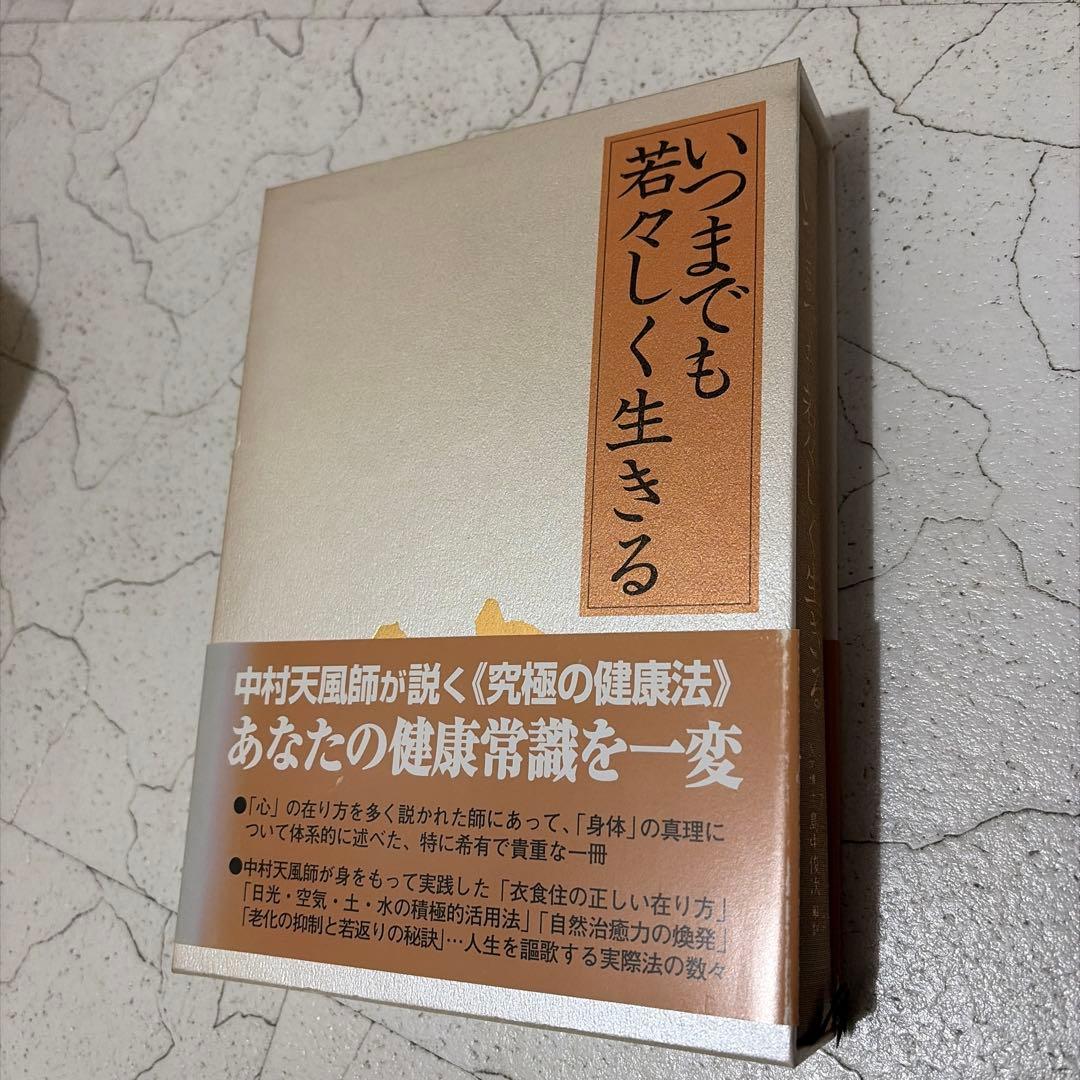 いつまでも
若々しく生きる
中村天風師が説く《究極の健康法》
あなたの健康常識を一変
●「心」の在り方を多く説かれた師にあって、「身体」の真理に
ついて体系的に述べた、特に希有で貴重な一冊
●中村天風師が身をもって実践した「衣食住の正しい在り方」
「日光・空気・土・水の積極的活用法」「自然治癒力の煥発」
「老化の抑制と若返りの秘訣」…人生を謳歌する実際法の数々